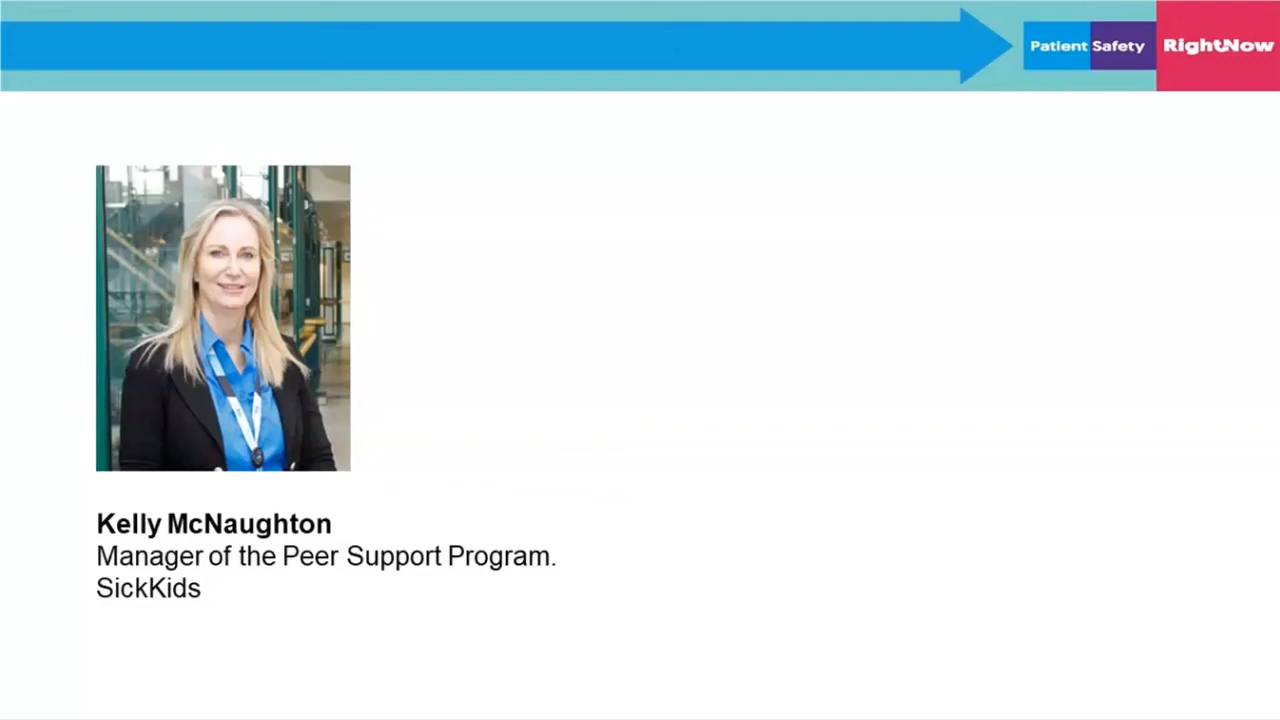 Patient Safety RightNow
Kelly McNaughton
Manager of the Peer Support Program.
SickKids